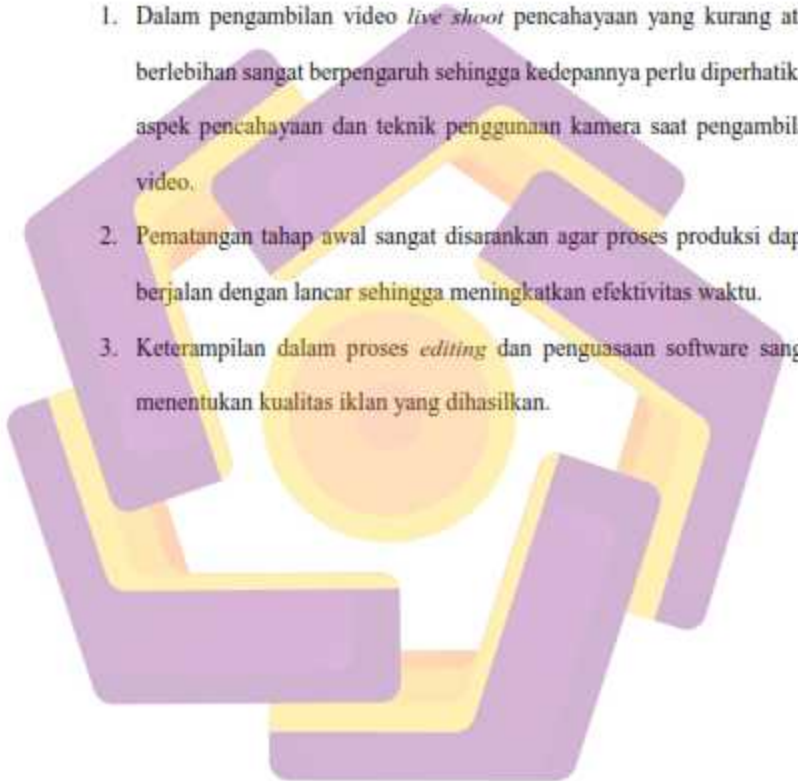 1. Dalam pengambilan video live shoot pencahayaan yang kurang at
berlebihan sangat berpengaruh sehingga kedepannya perlu diperhatik
aspek pencahayaan dan teknik penggunaan kamera saat pengambil
video.
2. Pematangan tahap awal sangat disarankan agar proses produksi dap
berjalan dengan lancar sehingga meningkatkan efektivitas waktu.
3. Keterampilan dalam proses editing dan penguasaan software sang
menentukan kualitas iklan yang dihasilkan.